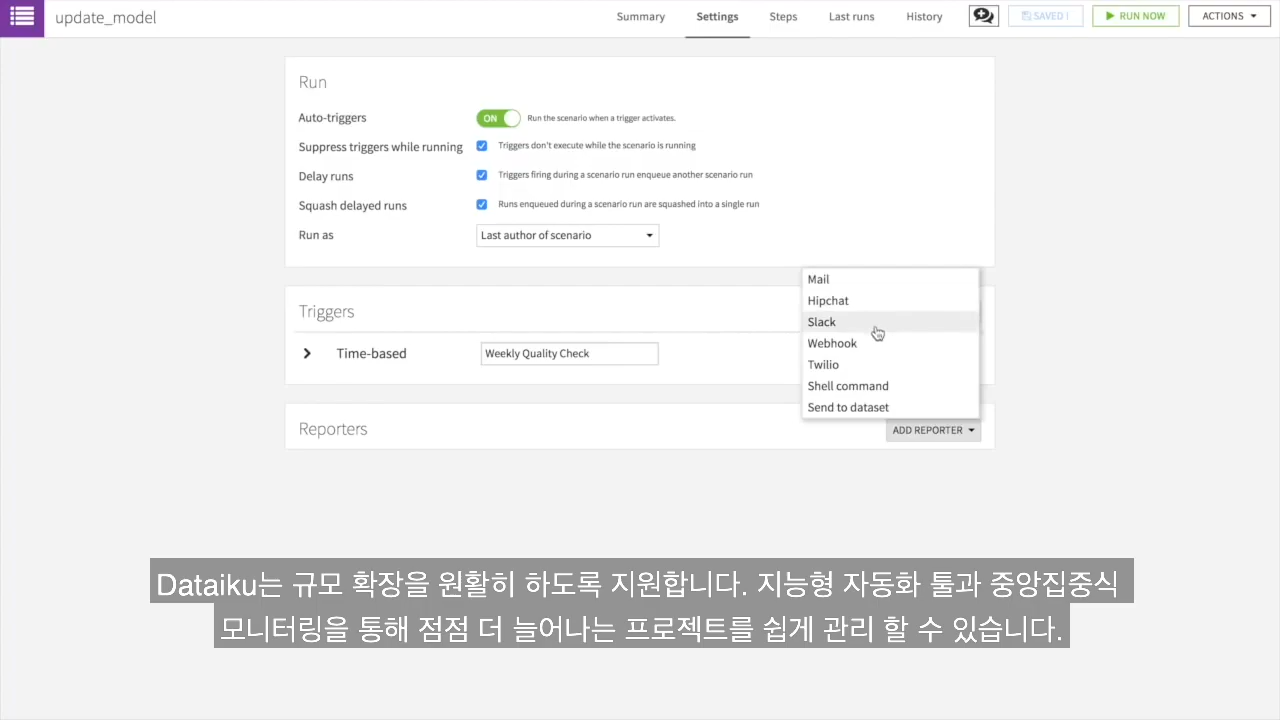 update_model
Summary
Settings
Steps
Last runs
History
SAVED !
RUN NOW
ACTIONS
Run
Auto-triggers
ON
Run the scenario when a trigger activates.
Suppress triggers while running
Triggers don't execute while the scenario is running
Delay runs
Triggers firing during a scenario run enqueue another scenario run
Squash delayed runs
Runs enqueued during a scenario run are squashed into a single run
Run as
Last author of scenario
Mail
Hipchat
Slack
Webhook
Twilio
Shell command
Send to dataset
Triggers
Time-based
Weekly Quality Check
Reporters
ADD REPORTER
Dataiku는 규모 확장을 원활히 하도록 지원합니다. 지능형 자동화 툴과 중앙집중식
모니터링을 통해 점점 더 늘어나는 프로젝트를 쉽게 관리 할 수 있습니다.